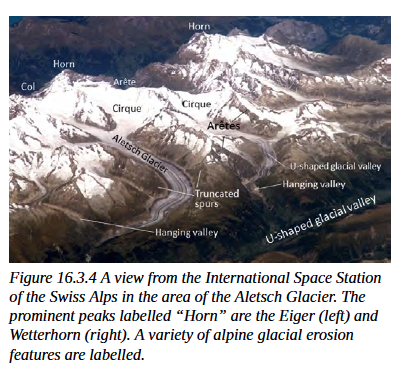 Horn
Horn
Col
Arête
Cirque
Cirque
Arêtes
Aletsch Glacier
U-shaped glacial valley
Hanging valley
Truncated
spurs
U-shaped glacial valley
Hanging valley
Figure 16.3.4 A view from the International Space Station
of the Swiss Alps in the area of the Aletsch Glacier. The
prominent peaks labelled “Horn” are the Eiger (left) and
Wetterhorn (right). A variety of alpine glacial erosion
features are labelled.